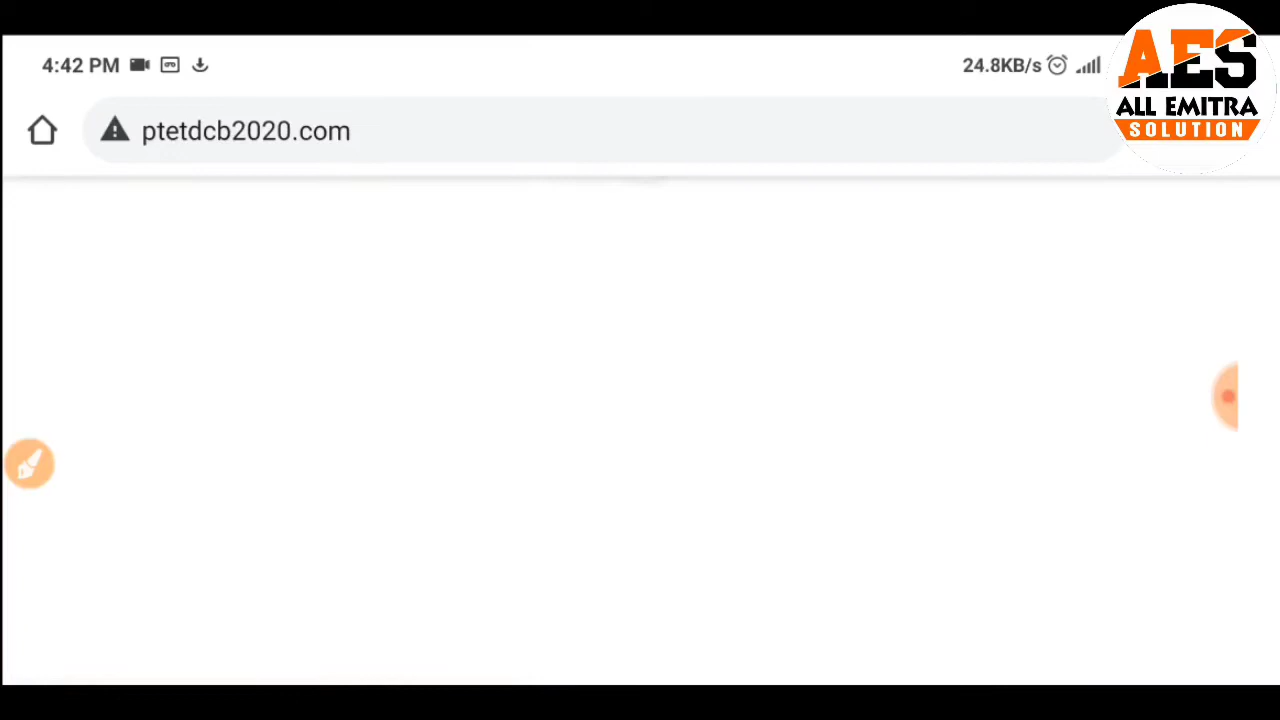 4:42 PM
24.8KB/s
ptetdcb2020.com
AES
ALL EMITRA
SOLUTION